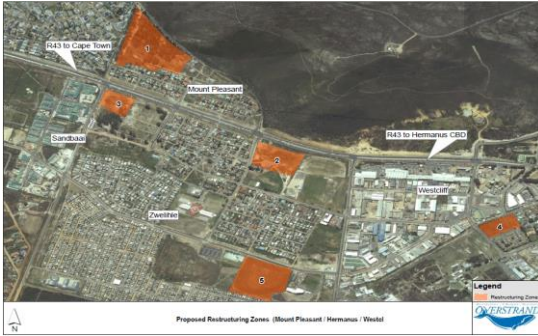 1
R43 to Cape Town
Mount Pleasant
3
Sandbaai
R43 to Hermanus CBD
2
Westcliff
Zwelihle
4
5
Legend
Restructuring Zone
OVERSTRAND
N
Proposed Restructuring Zones (Mount Pleasant / Hermanus / Westcl